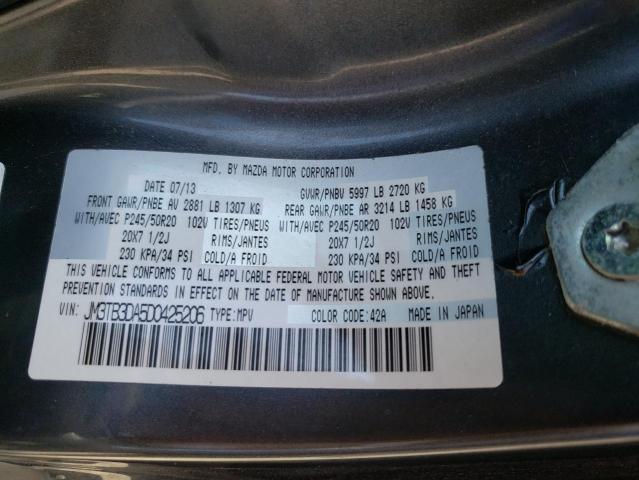 MFD. BY MAZDA MOTOR CORPORATION
DATE 07/13 GVWR/PNBV 5997 LB 2720 KG
FRONT GAWR/PNBE AV 2881 LB 1307 KG REAR GAWR/PNBE AR 3214 LB 1458 KG
WITH/AVEC P245/50R20 102V TIRES/PNEUS WITH/AVEC P245/50R20 102V TIRES/PNEUS
20X7 1/2J RIMS/JANTES 20X7 1/2J RIMS/JANTES
230 KPA/34 PSI COLD/A FROID 230 KPA/34 PSI COLD/A FROID
THIS VEHICLE CONFORMS TO ALL APPLICABLE FEDERAL MOTOR VEHICLE SAFETY AND THEFT
PREVENTION STANDARDS IN EFFECT ON THE DATE OF MANUFACTURE SHOWN ABOVE.
VIN: JM3TB3DA5D0425206 TYPE:MPV COLOR CODE:42A MADE IN JAPAN